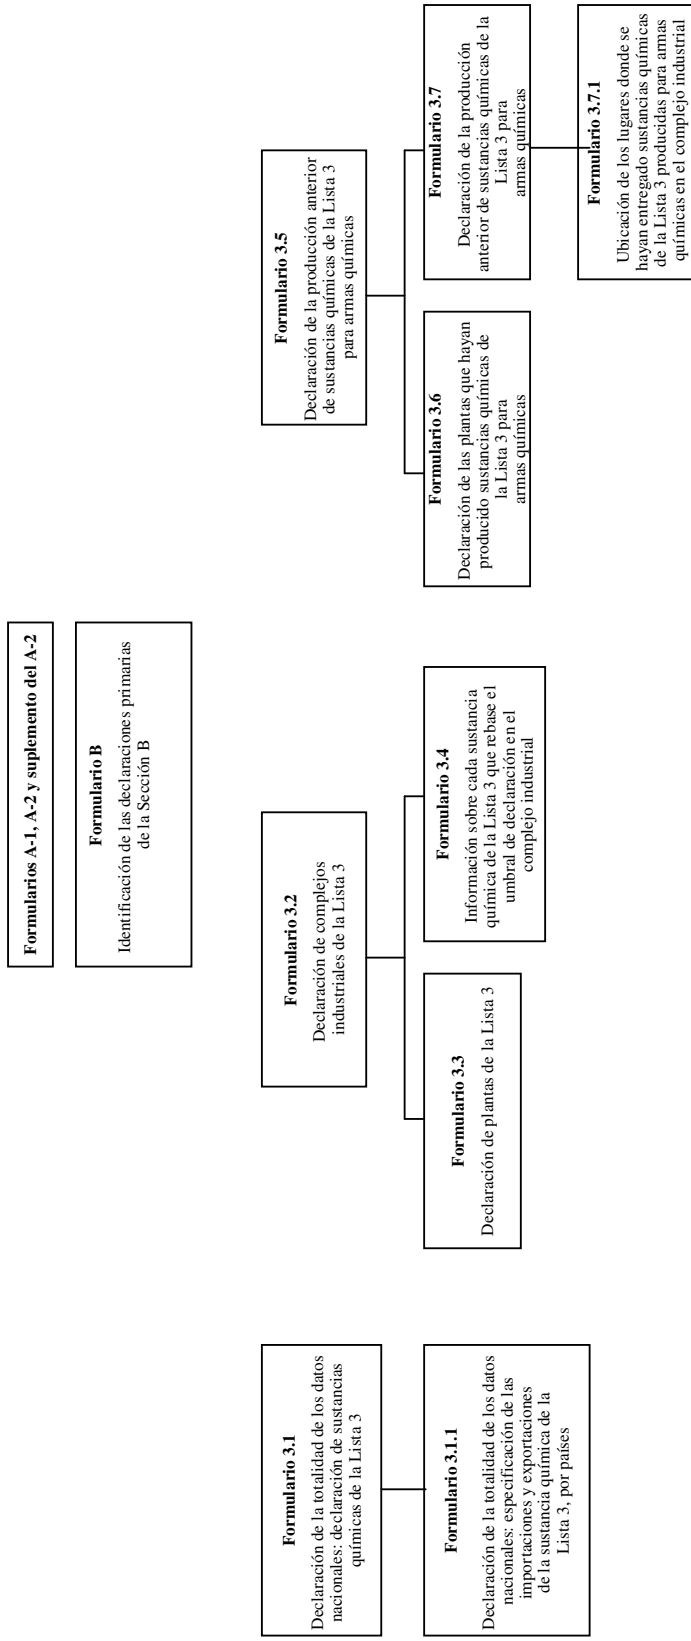 Formularios A-1, A-2 y suplemento del A-2
Formulario B
Identificación de las declaraciones primarias
de la Sección B
Formulario 3.1
Declaración de la totalidad de los datos
nacionales: declaración de sustancias
químicas de la Lista 3
Formulario 3.1.1
Declaración de la totalidad de los datos
nacionales: especificación de las
importaciones y exportaciones
de la sustancia química de la
Lista 3, por países
Formulario 3.2
Declaración de complejos
industriales de la Lista 3
Formulario 3.3
Declaración de plantas de la Lista 3
Formulario 3.4
Información sobre cada sustancia
química de la Lista 3 que rebase el
umbral de declaración en el
complejo industrial
Formulario 3.5
Declaración de la producción anterior
de sustancias químicas de la Lista 3
para armas químicas
Formulario 3.6
Declaración de las plantas que hayan
producido sustancias químicas de
la Lista 3 para
armas químicas
Formulario 3.7
Declaración de la producción
anterior de sustancias químicas de la
Lista 3 para
armas químicas
Formulario 3.7.1
Ubicación de los lugares donde se
hayan entregado sustancias químicas
de la Lista 3 producidas para armas
químicas en el complejo industrial